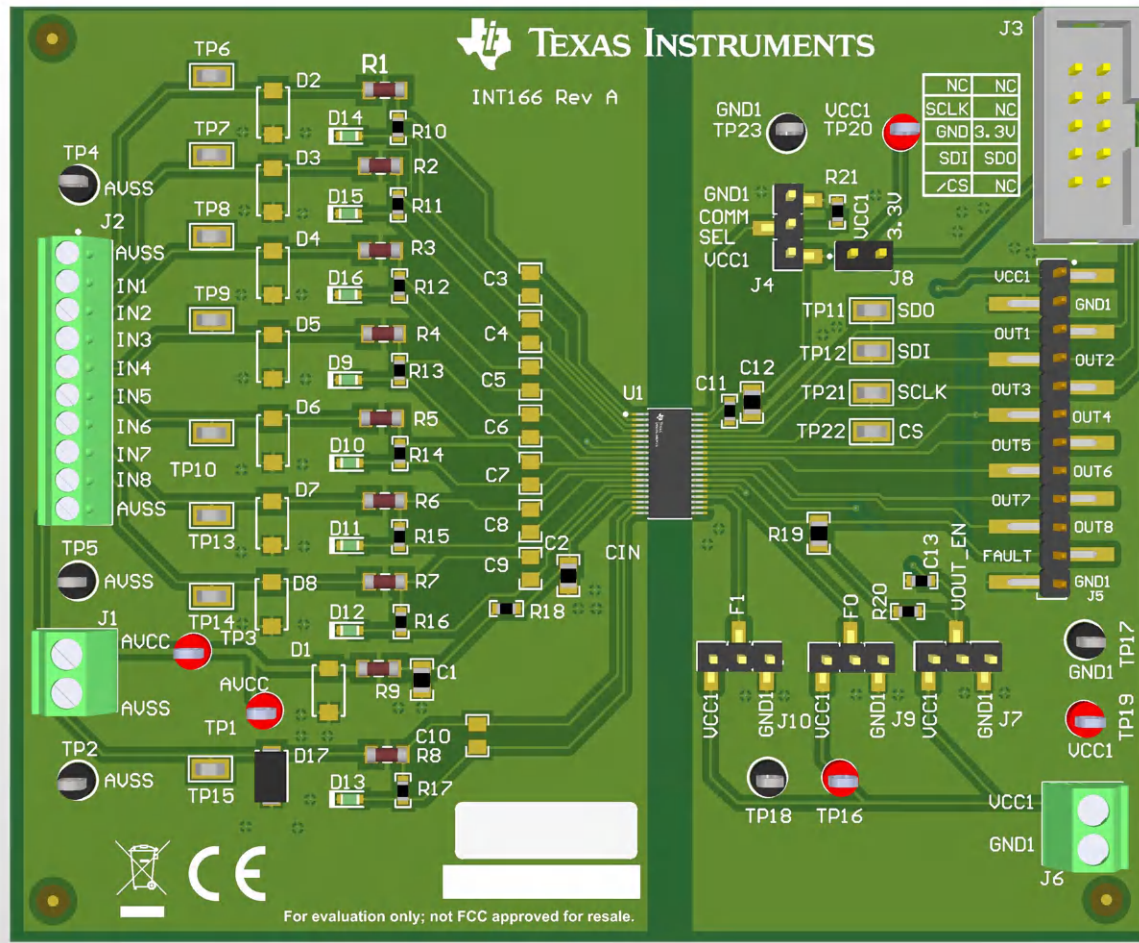 TEXAS INSTRUMENTS
INT166 Rev A
J3
NC NC
SCLK NC
GND 3.3V
SDI SDO
/CS NC
TP6
D2
R1
D14
R10
TP7
D3
R2
D15
R11
TP4
AVSS
TP8
D4
R3
D16
R12
TP9
D5
R4
D9
R13
D6
R5
D10
R14
TP10
D7
R6
D11
R15
TP13
D8
R7
D12
R16
TP14
J2
AVSS
IN1
IN2
IN3
IN4
IN5
IN6
IN7
IN8
AVSS
TP5
AVSS
J1
AVCC
AVSS
TP3
AVCC
TP1
D1
R9
C1
TP2
AVSS
TP15
D17
C10
R8
D13
R17
C3
C4
C5
C6
C7
C8
C9
C2
R18
CIN
U1
GND1
TP23
VCC1
TP20
R21
GND1
COMM
SEL
VCC1
J4
VCC1
3.3V
J8
TP11 SDO
TP12 SDI
TP21 SCLK
TP22 CS
C11
C12
VCC1
GND1
OUT1
OUT2
OUT3
OUT4
OUT5
OUT6
OUT7
OUT8
FAULT
GND1
J5
R19
C13
R20
VOUT_EN
F1
F0
VCC1
GND1
J10
VCC1
GND1
J9
VCC1
GND1
J7
TP17
GND1
TP19
VCC1
TP18
TP16
VCC1
GND1
J6
CE
For evaluation only; not FCC approved for resale.